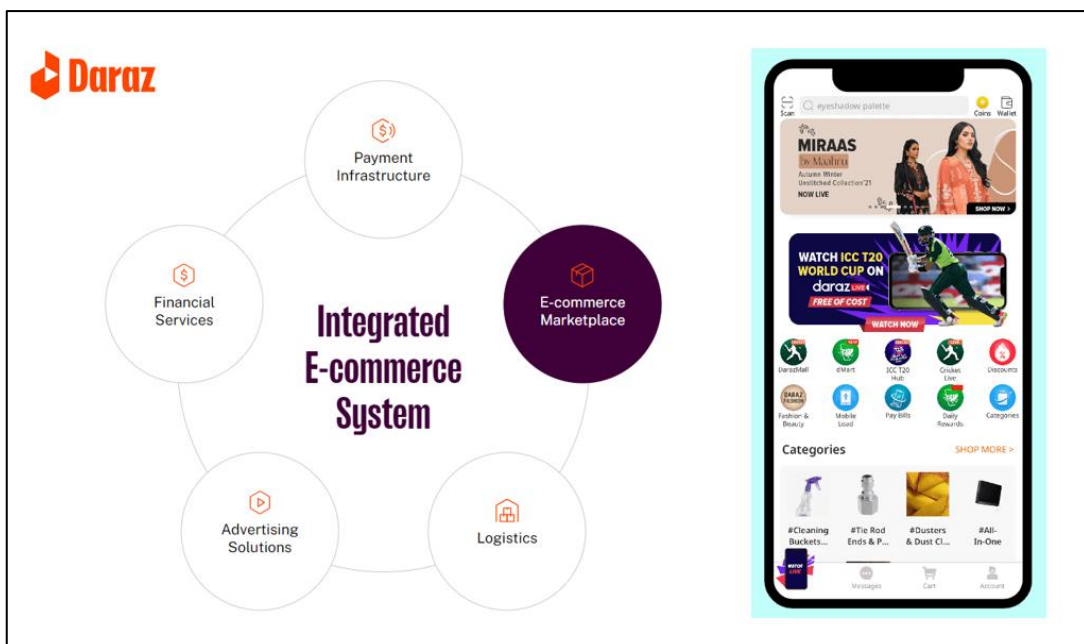 Daraz
Payment
Infrastructure
Financial
Services
E-commerce
Marketplace
Integrated
E-commerce
System
Advertising
Solutions
Logistics
Scan
eyeshadow palette
Coins
Wallet
MIRAAS
by Maahru
Autumn Winter
Unstitched Collection'21
NOW LIVE
SHOP NOW >
WATCH ICC T20
WORLD CUP ON
daraz LIVE
FREE OF COST
WATCH NOW
DarazMall
dMart
ICC T20
Hub
Cricket
Live
Discounts
DARAZ
FASHION
Fashion &
Beauty
Mobile
Load
Pay Bills
Daily
Rewards
Categories
Categories
SHOP MORE >
#Cleaning
Buckets...
#Tie Rod
Ends & P...
#Dusters
& Dust Cl...
#All-
In-One
LIVE
Messages
Cart
Account